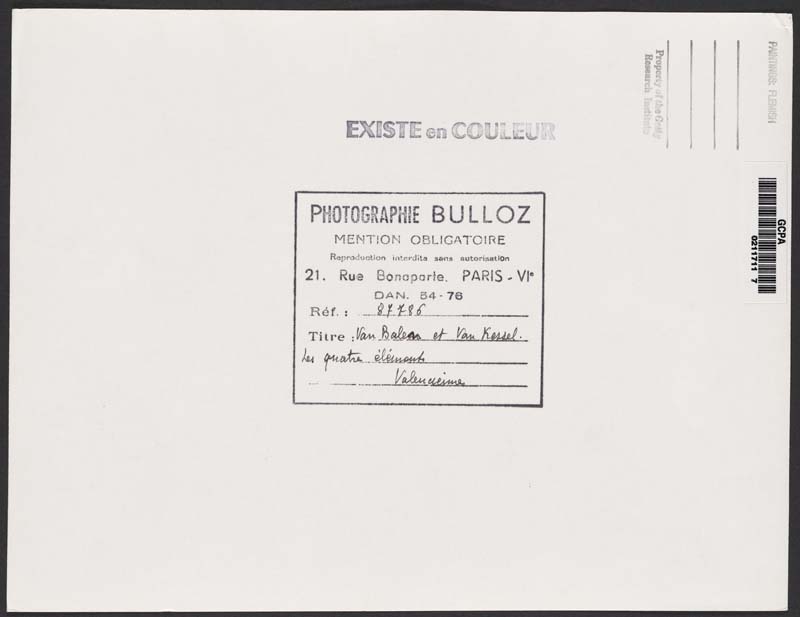 PAINTINGS: FLEMISH
Property of the Getty
Research Institute
EXISTE en COULEUR
GCPA
0211711 7
PHOTOGRAPHIE BULLOZ
MENTION OBLIGATOIRE
Reproduction interdite sans autorisation
21. Rue Bonaparte. PARIS - VIe
DAN. 54-76
Réf. : 87786
Titre : Van Balen et Van Kessel.
Les quatre éléments
Valenciennes